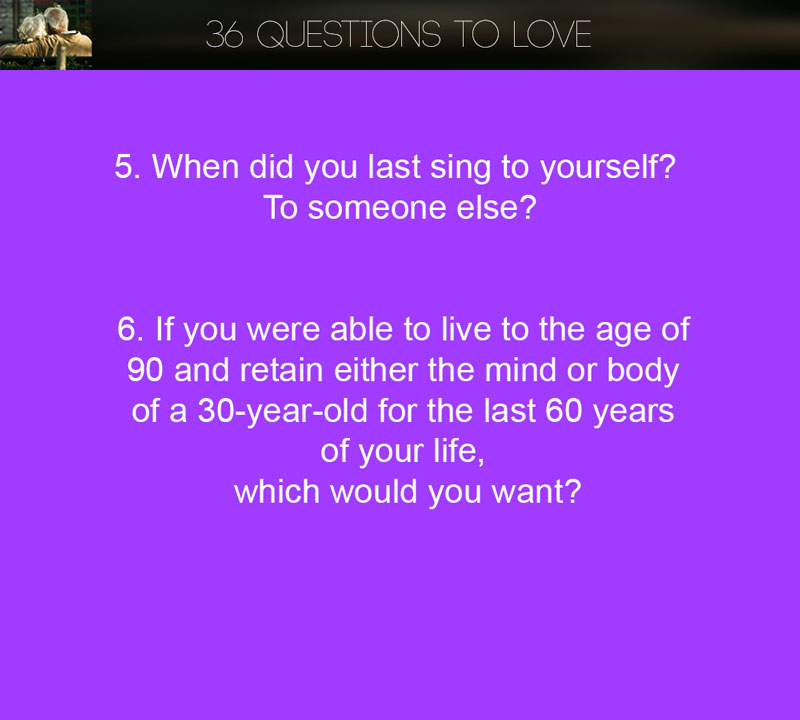 36 QUESTIONS TO LOVE
5. When did you last sing to yourself?
To someone else?
6. If you were able to live to the age of
90 and retain either the mind or body
of a 30-year-old for the last 60 years
of your life,
which would you want?